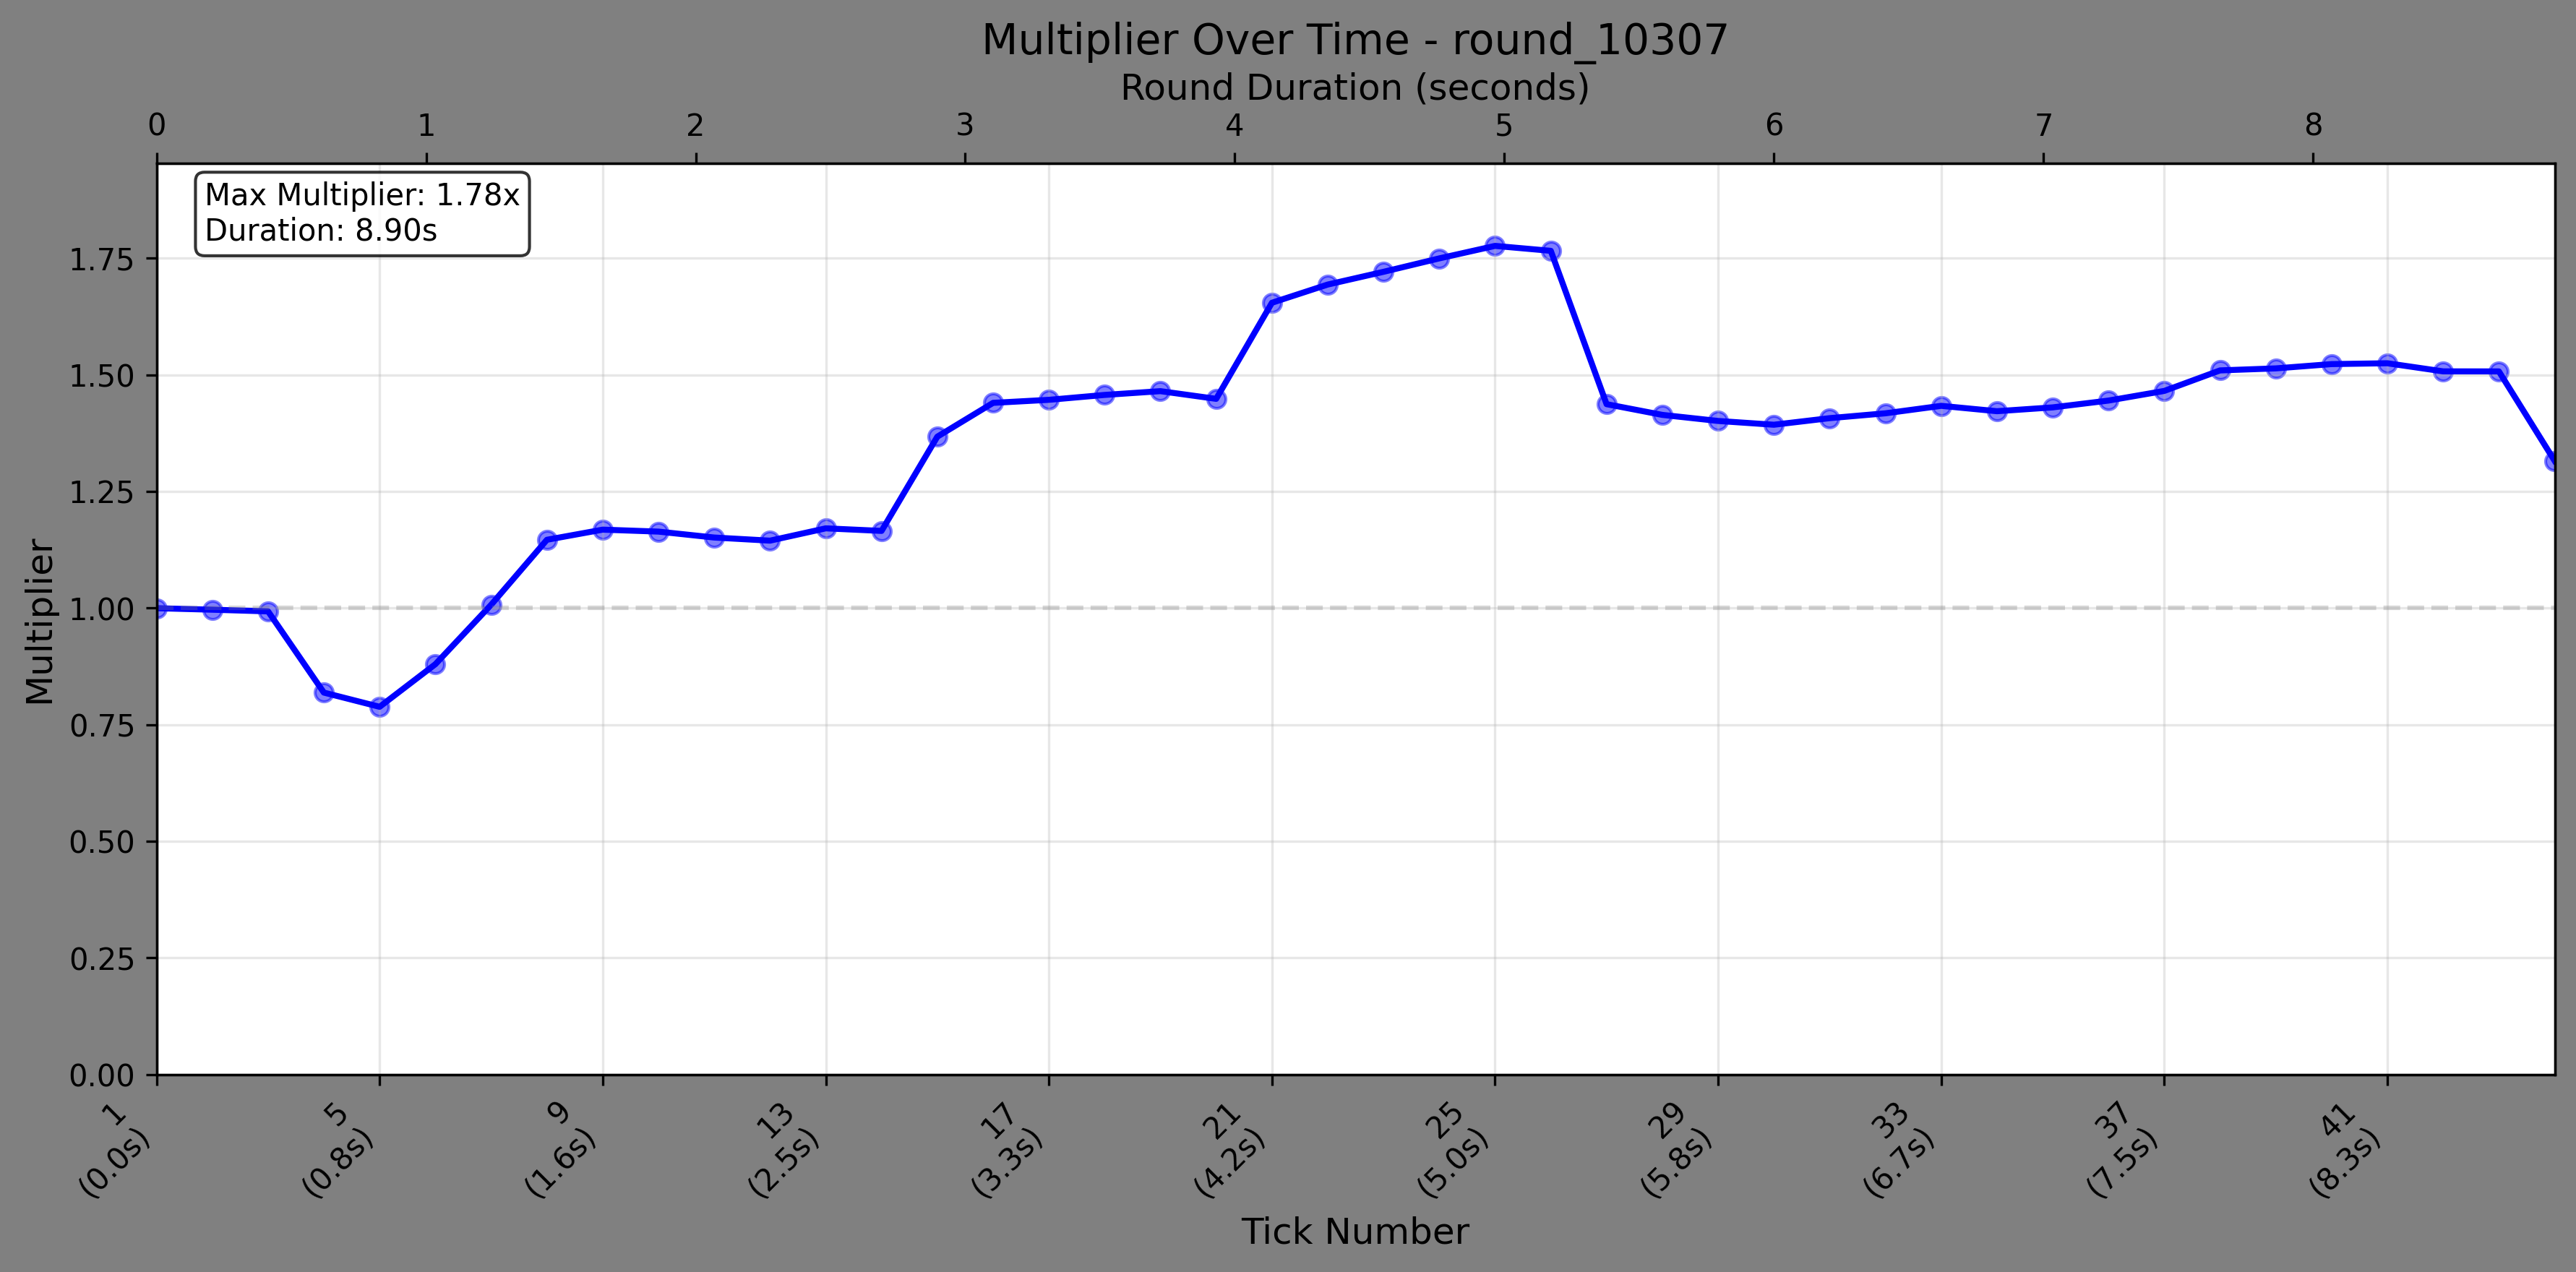 Multiplier Over Time - round_10307
Round Duration (seconds)
0 1 2 3 4 5 6 7 8
Max Multiplier: 1.78x
Duration: 8.90s
Multiplier
1.75
1.50
1.25
1.00
0.75
0.50
0.25
0.00
1
(0.0s)
5
(0.8s)
9
(1.6s)
13
(2.5s)
17
(3.3s)
21
(4.2s)
25
(5.0s)
29
(5.8s)
33
(6.7s)
37
(7.5s)
41
(8.3s)
Tick Number